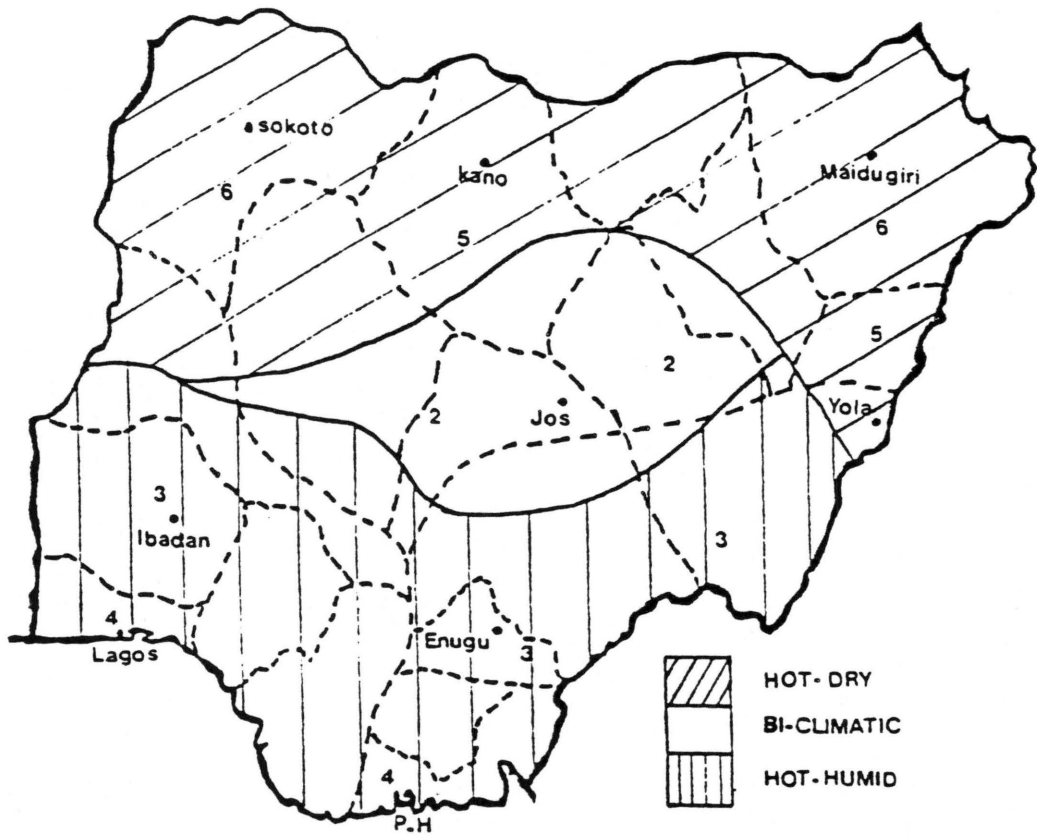 sokoto
kano
Maidugiri
6
5
6
5
2
2
Jos
Yola
3
Ibadan
3
4
Lagos
Enugu
3
4
P.H
HOT-DRY
BI-CLIMATIC
HOT-HUMID